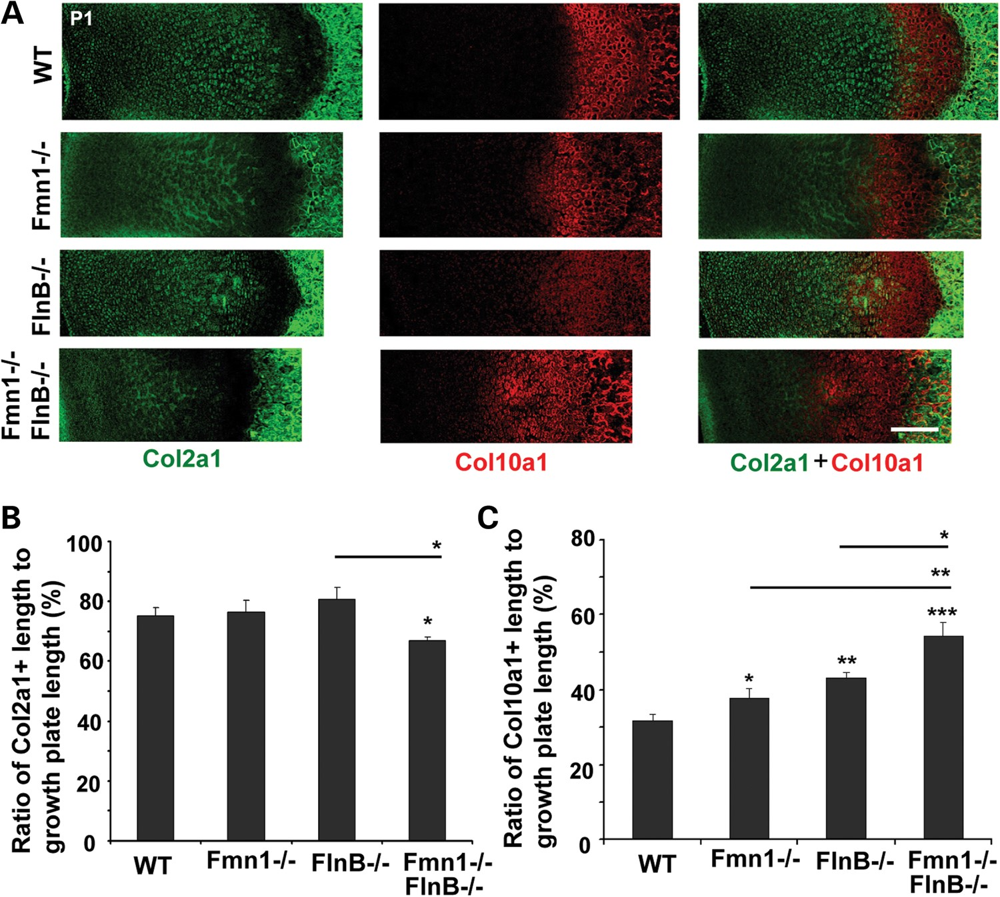 A
P1
WT
Fmn1-/-
FlnB-/-
Fmn1-/-
FlnB-/-
Col2a1
Col10a1
Col2a1+Col10a1
B
Ratio of Col2a1+ length to
growth plate length (%)
100
80
60
40
20
0
*
*
WT
Fmn1-/-
FlnB-/-
Fmn1-/-
FlnB-/-
C
Ratio of Col10a1+ length to
growth plate length (%)
80
60
40
20
0
*
**
***
**
*
WT
Fmn1-/-
FlnB-/-
Fmn1-/-
FlnB-/-